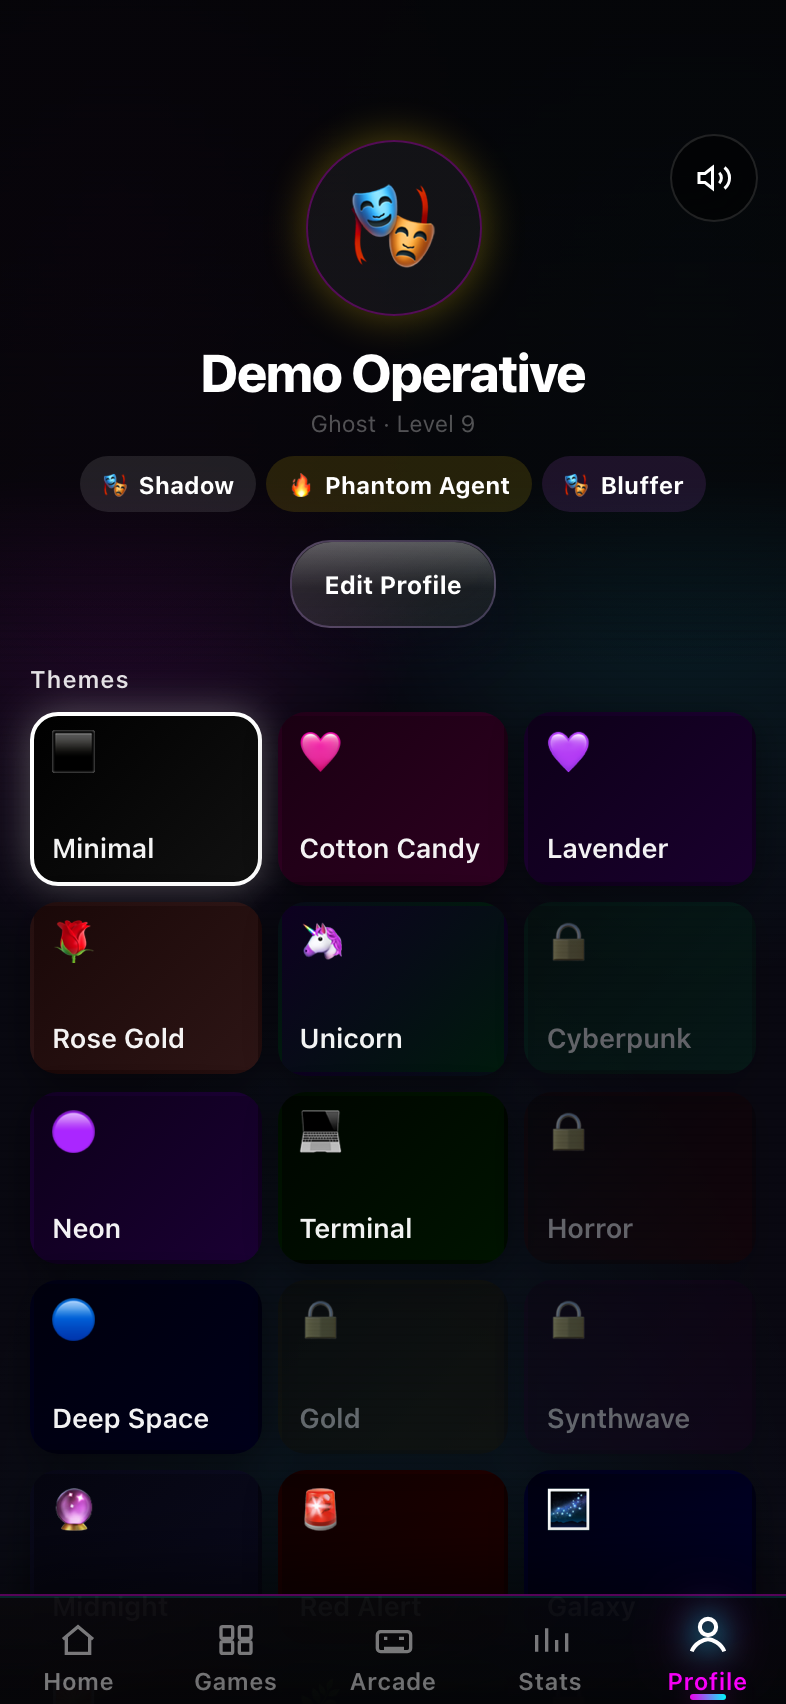 Demo Operative
Ghost · Level 9
Shadow
Phantom Agent
Bluffer
Edit Profile
Themes
Minimal
Cotton Candy
Lavender
Rose Gold
Unicorn
Cyberpunk
Neon
Terminal
Horror
Deep Space
Gold
Synthwave
Midnight
Red Alert
Galaxy
Home
Games
Arcade
Stats
Profile